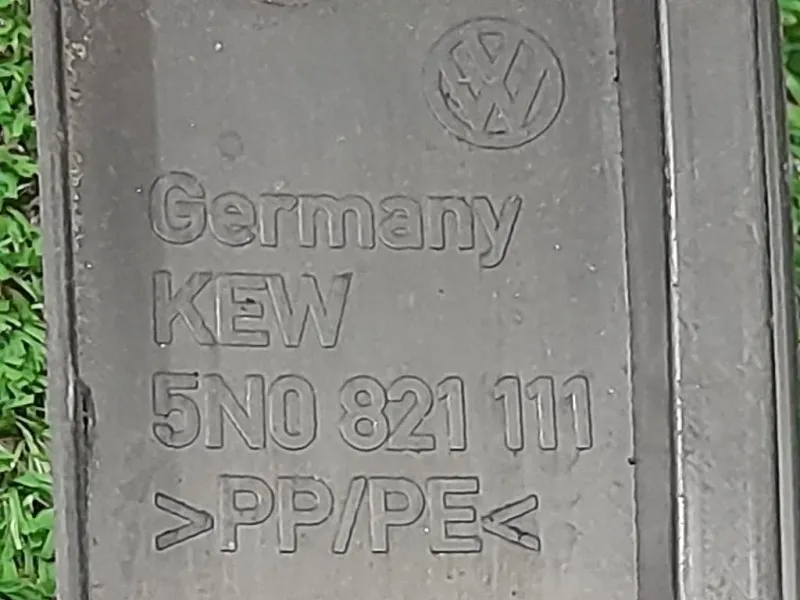 Germany
KEW
5N0 821 111
>PP/PE<